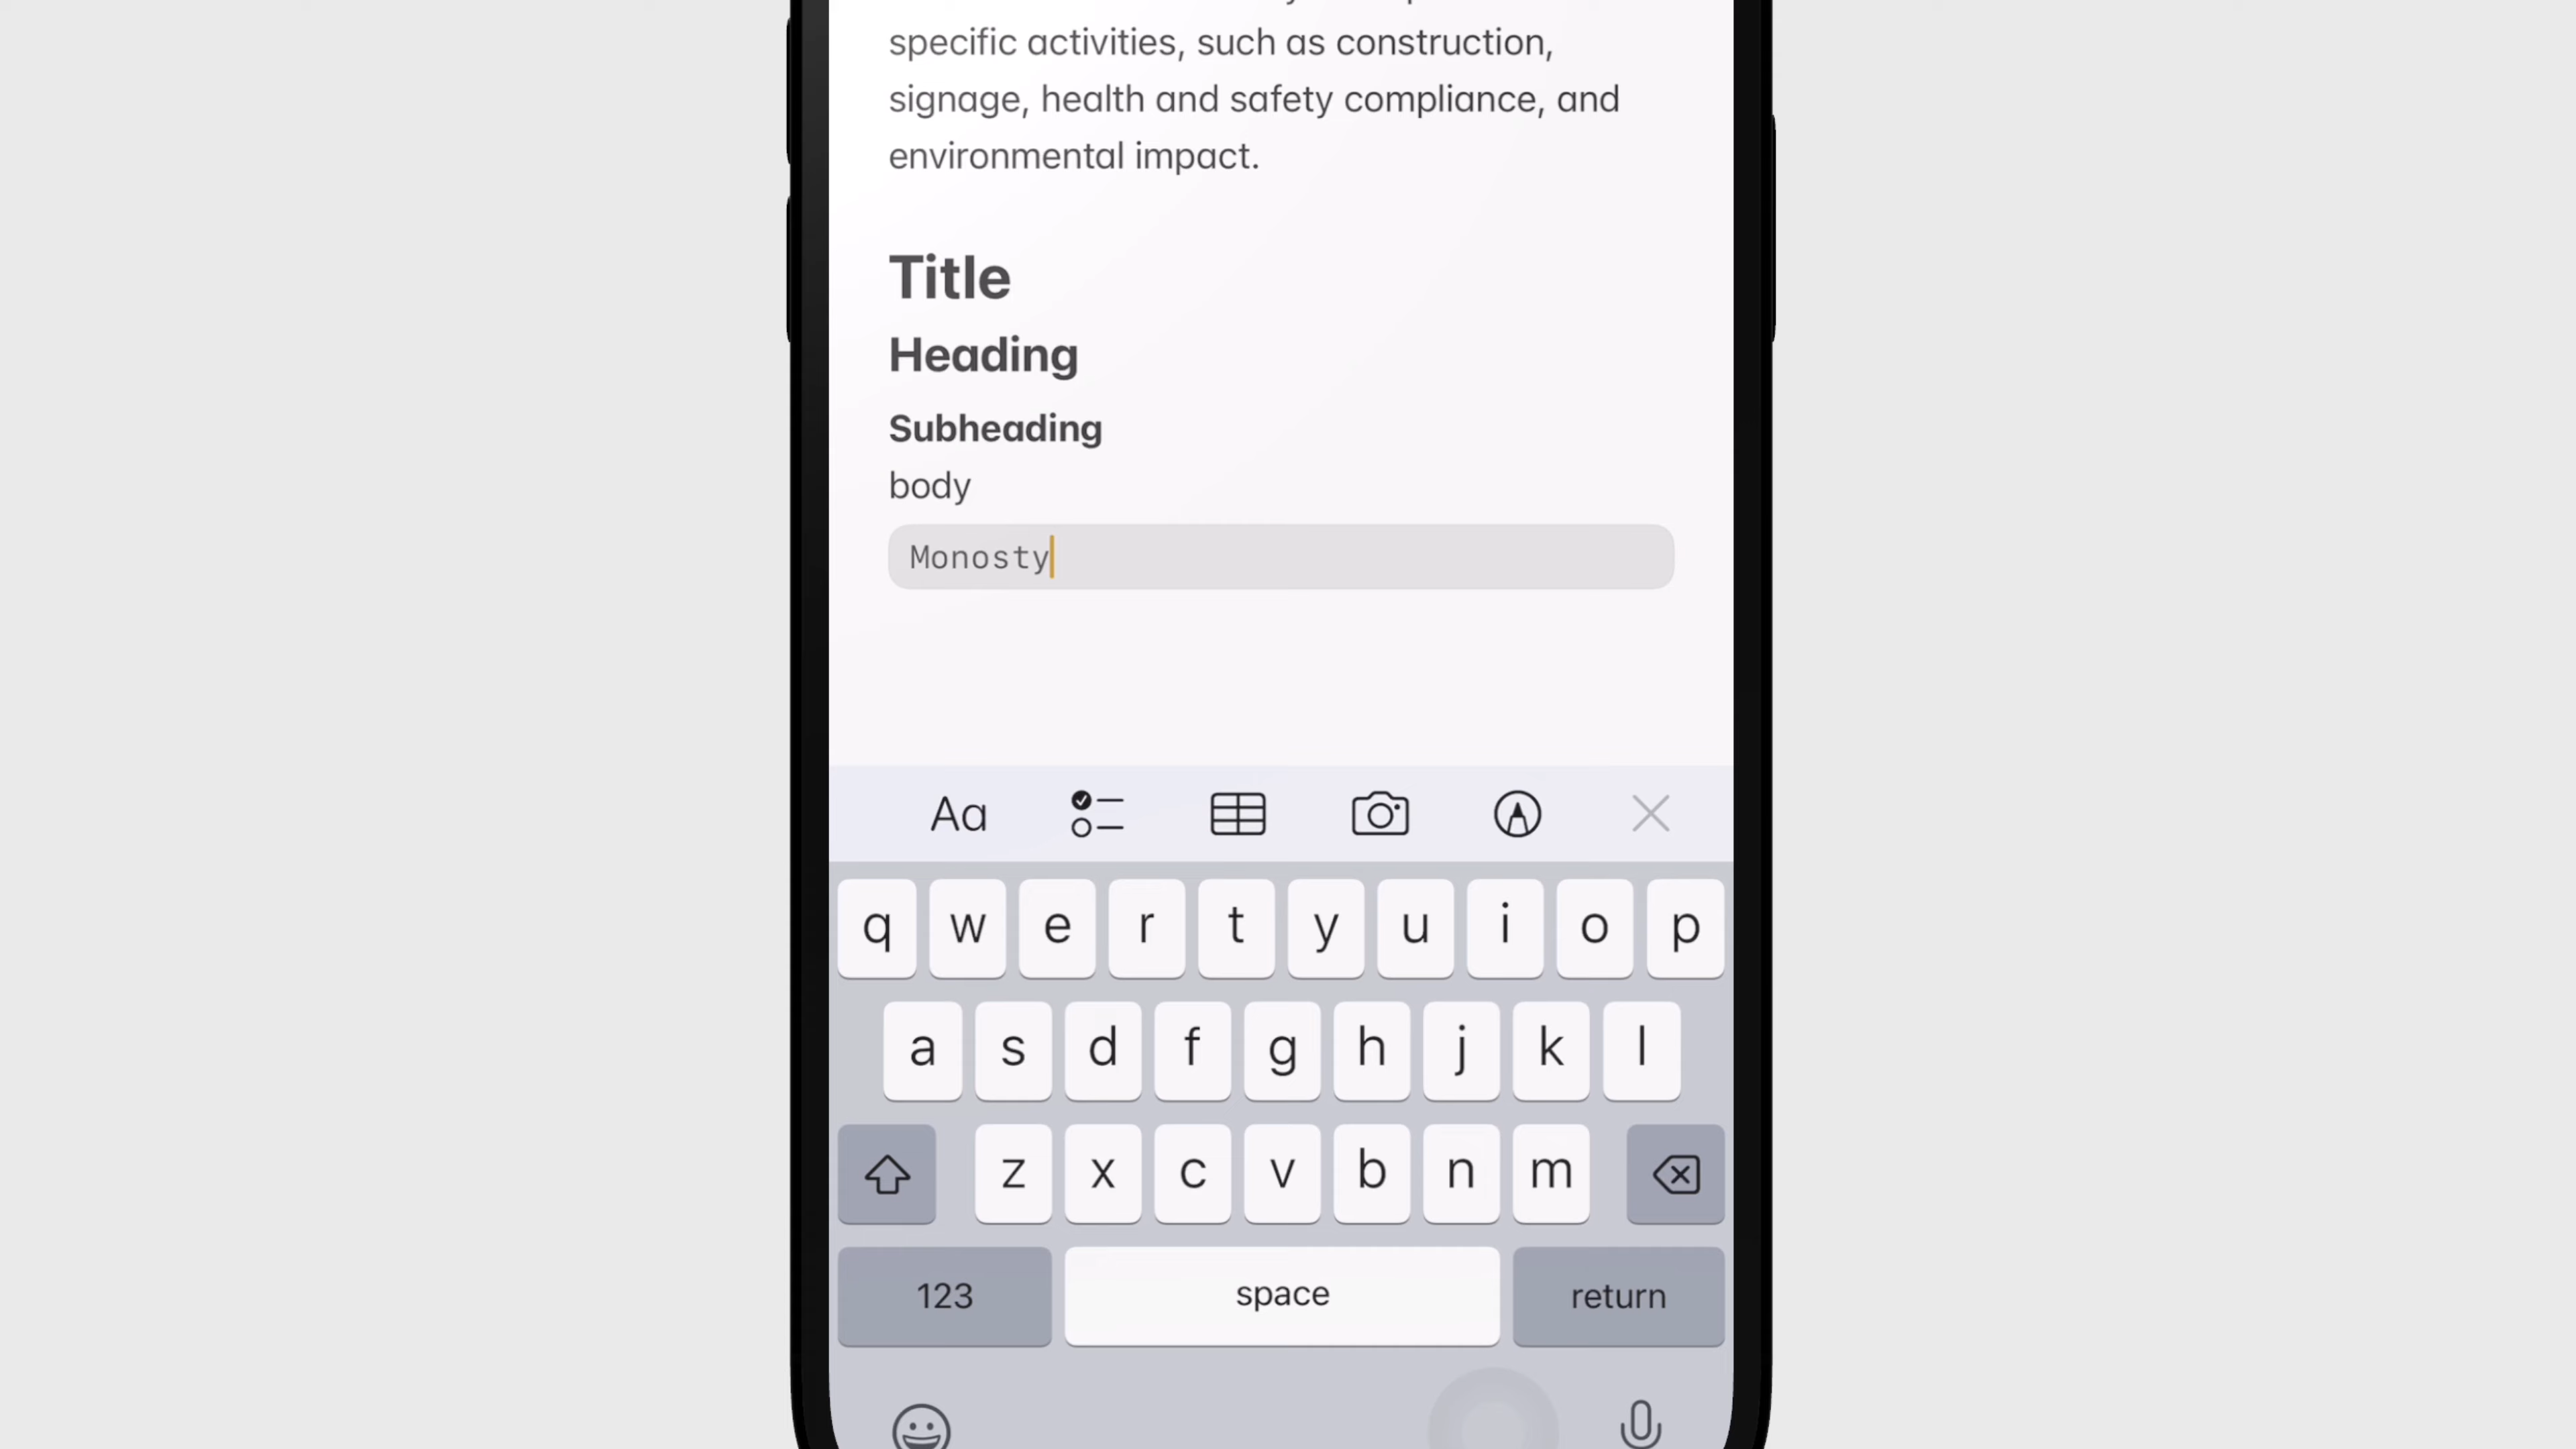 specific activities, such as construction,
signage, health and safety compliance, and
environmental impact.
Title
Heading
Subheading
body
Monosty
Aa
q w e r t y u i o p
a s d f g h j k l
z x c v b n m
123 space return